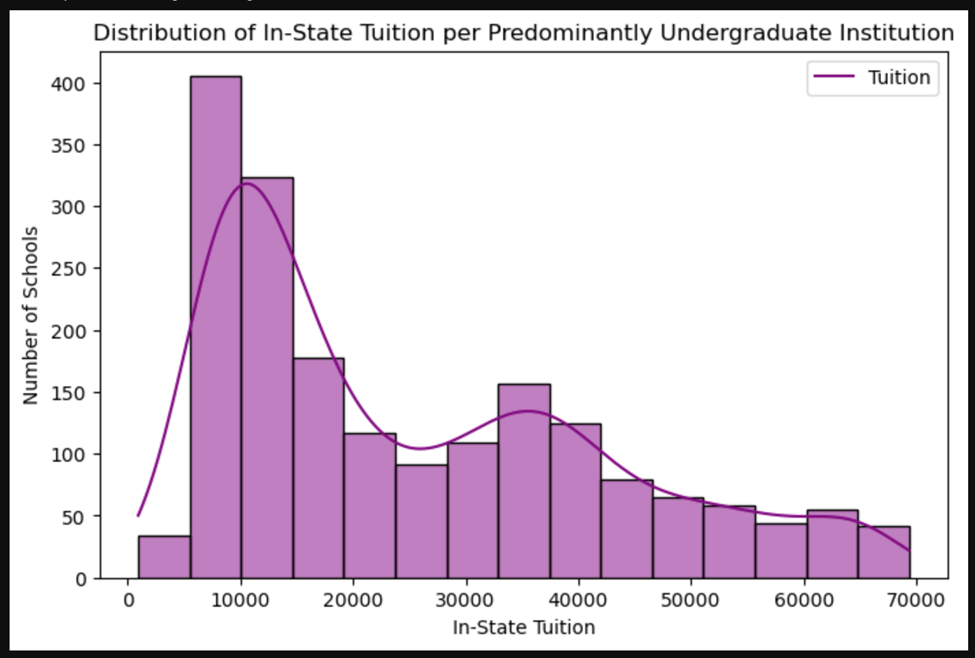 Distribution of In-State Tuition per Predominantly Undergraduate Institution
Tuition
Number of Schools
400
350
300
250
200
150
100
50
0
0 10000 20000 30000 40000 50000 60000 70000
In-State Tuition